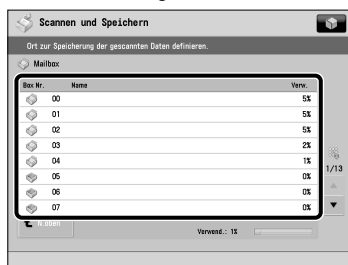 Scannen und Speichern
Ort zur Speicherung der gescannten Daten definieren.
Mailbox
Box Nr. Name Verw.
00 5%
01 5%
02 5%
03 2%
04 1%
05 0%
06 0%
07 0%
1/13
N.oben
Verwend.: 1%